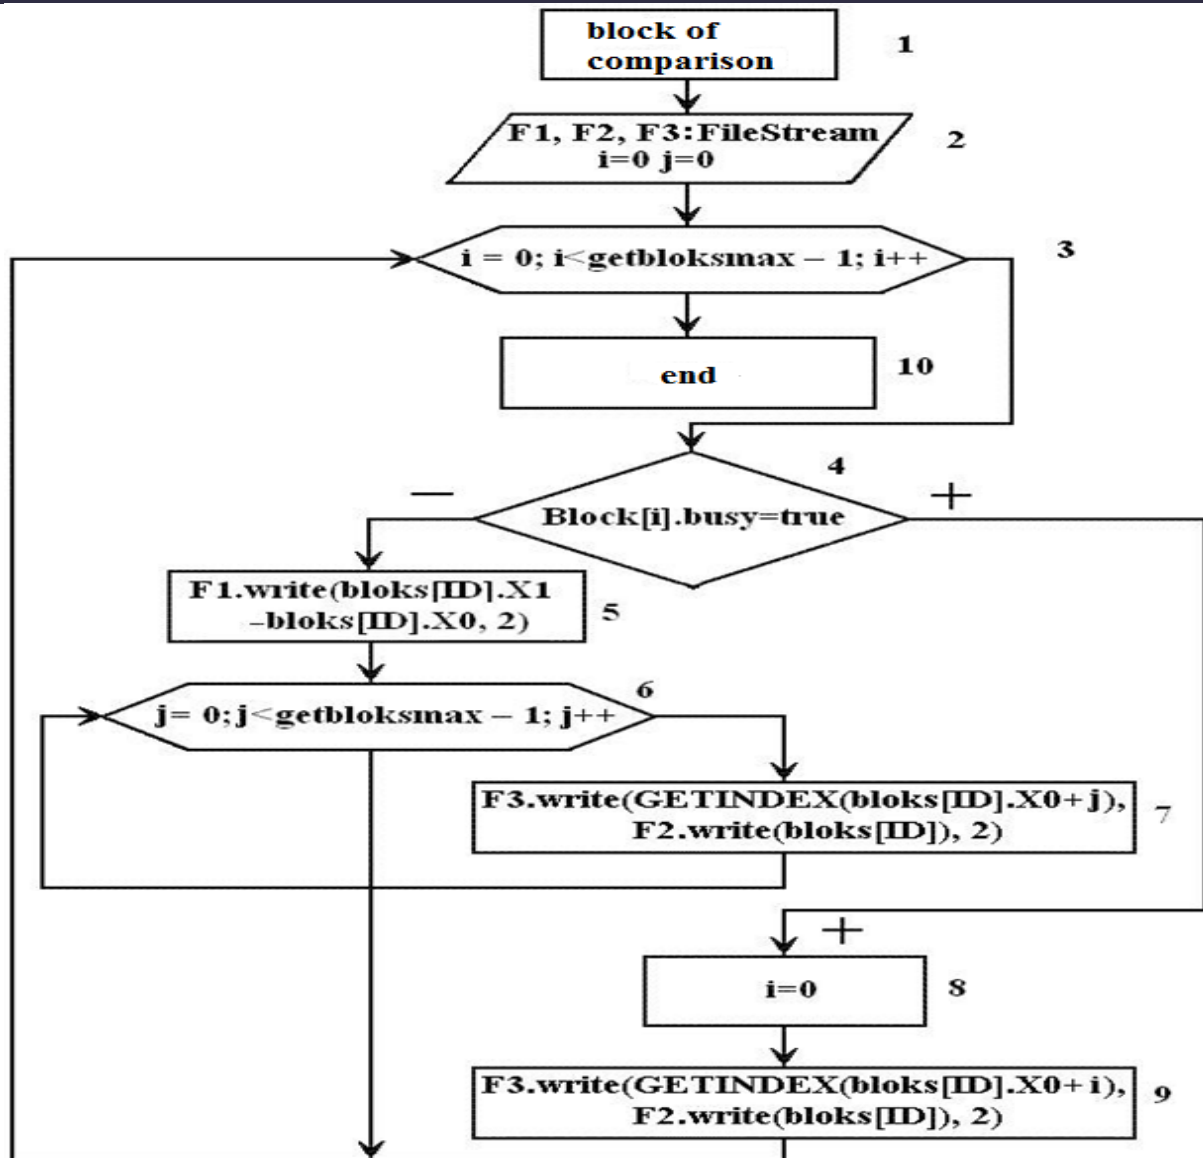 block of
comparison
1
F1, F2, F3:FileStream
i=0 j=0
2
i = 0; i<getbloksmax – 1; i++
3
end
10
4
— +
Block[i].busy=true
F1.write(bloks[ID].X1
-bloks[ID].X0, 2)
5
6
j= 0;j<getbloksmax – 1; j++
F3.write(GETINDEX(bloks[ID].X0+j),
F2.write(bloks[ID]), 2)
7
+
i=0
8
F3.write(GETINDEX(bloks[ID].X0+i),
F2.write(bloks[ID]), 2)
9